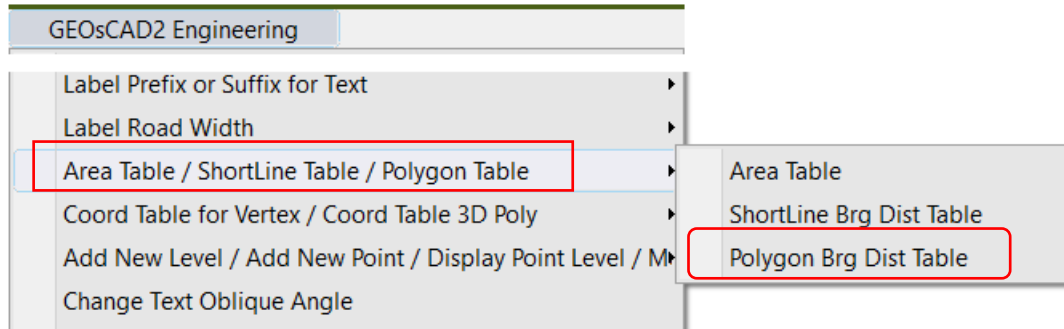 GEOsCAD2 Engineering
Label Prefix or Suffix for Text
Label Road Width
Area Table / ShortLine Table / Polygon Table
Coord Table for Vertex / Coord Table 3D Poly
Add New Level / Add New Point / Display Point Level / M
Change Text Oblique Angle
Area Table
ShortLine Brg Dist Table
Polygon Brg Dist Table